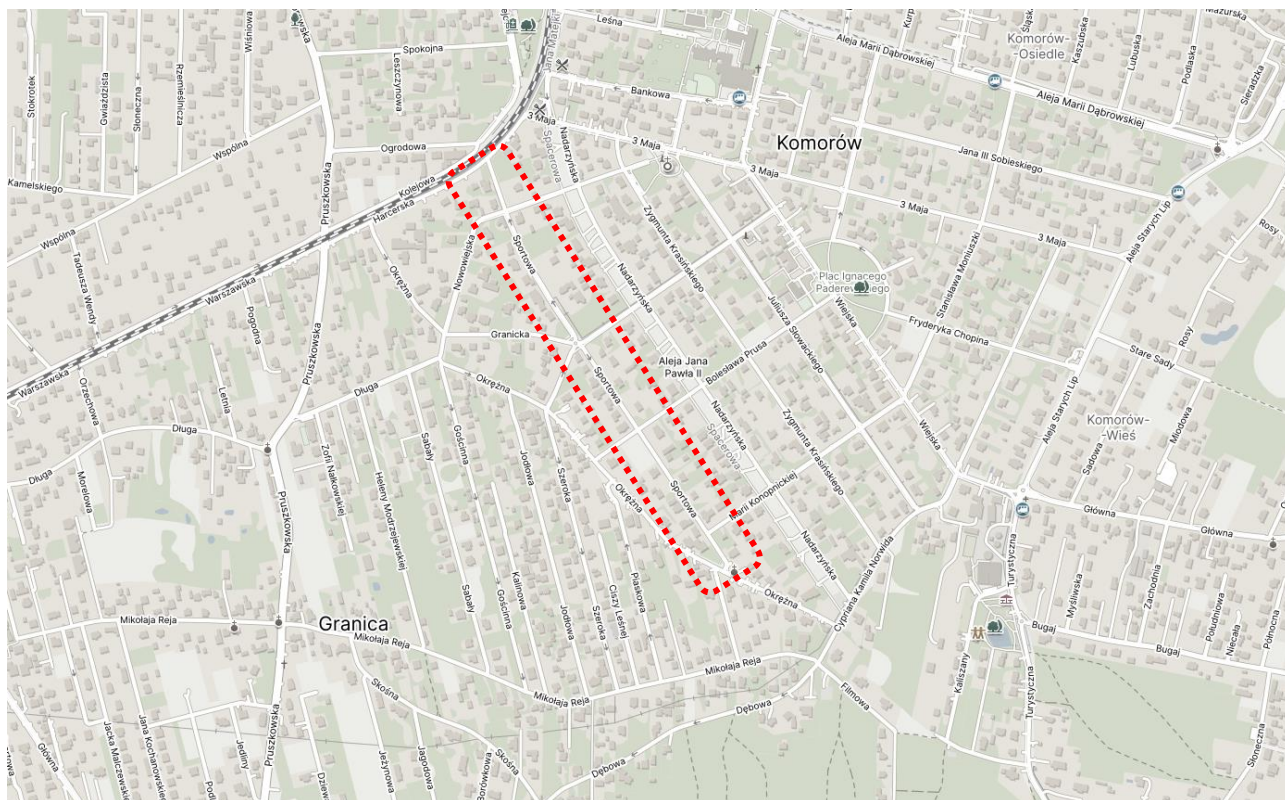 Leśna
Komorów-
-Osiedle
Mazurska
Śląska
Kaszubska
Lubuska
Podlaska
Sieradzka
Aleja Marii Dąbrowskiej
Aleja Marii Dąbrowskiej
Jana Matejki
Spokojna
Leszczynowa
Wiśniowa
Stokrotek
Gwiaździsta
Słoneczna
Rzemieślnicza
Bankowa
3 Maja
3 Maja
3 Maja
3 Maja
3 Maja
Komorów
Jana III Sobieskiego
Ogrodowa
Wspólna
Kamelskiego
Kolejowa
Harcerska
Pruszkowska
Spacerowa
Nadarzyńska
Wspólna
Tadeusza Wendy
Warszawska
Okrężna
Nowowiejska
Sportowa
Nadarzyńska
Zygmunta Krasińskiego
Aleja Starych Lip
Rosy
Stanisława Moniuszki
Plac Ignacego
Paderewskiego
Wiejska
Juliusza Słowackiego
Fryderyka Chopina
Stare Sady
Rosy
Pogodna
Pruszkowska
Granicka
Warszawska
Orzechowa
Letnia
Długa
Okrężna
Sportowa
Aleja Jana
Pawła II
Bolesława Prusa
Nadarzyńska
Spacerowa
Zygmunta Krasińskiego
Wiejska
Aleja Starych Lip
Komorów-
-Wieś
Miodowa
Sadowa
Długa
Długa
Morelowa
Zofii Nałkowskiej
Heleny Modrzejewskiej
Sabały
Gościnna
Jodłowa
Szeroka
Okrężna
Sportowa
Marii Konopnickiej
Nadarzyńska
Cypriana Kamila Norwida
Główna
Główna
Turystyczna
Myśliwska
Zachodnia
Południowa
Niecała
Północna
Pruszkowska
Sabały
Kalinowa
Gościnna
Jodłowa
Szeroka
Ciszy Leśnej
Piaskowa
Okrężna
Mikołaja Reja
Granica
Mikołaja Reja
Mikołaja Reja
Mikołaja Reja
Bugaj
Bugaj
Kaliszany
Turystyczna
Filmowa
Dębowa
Dębowa
Skośna
Skośna
Pruszkowska
Jana Kochanowskiego
Jacka Malczewskiego
Jedliny
Jeżynowa
Jagodowa
Borówkowa
Główna
Słoneczna